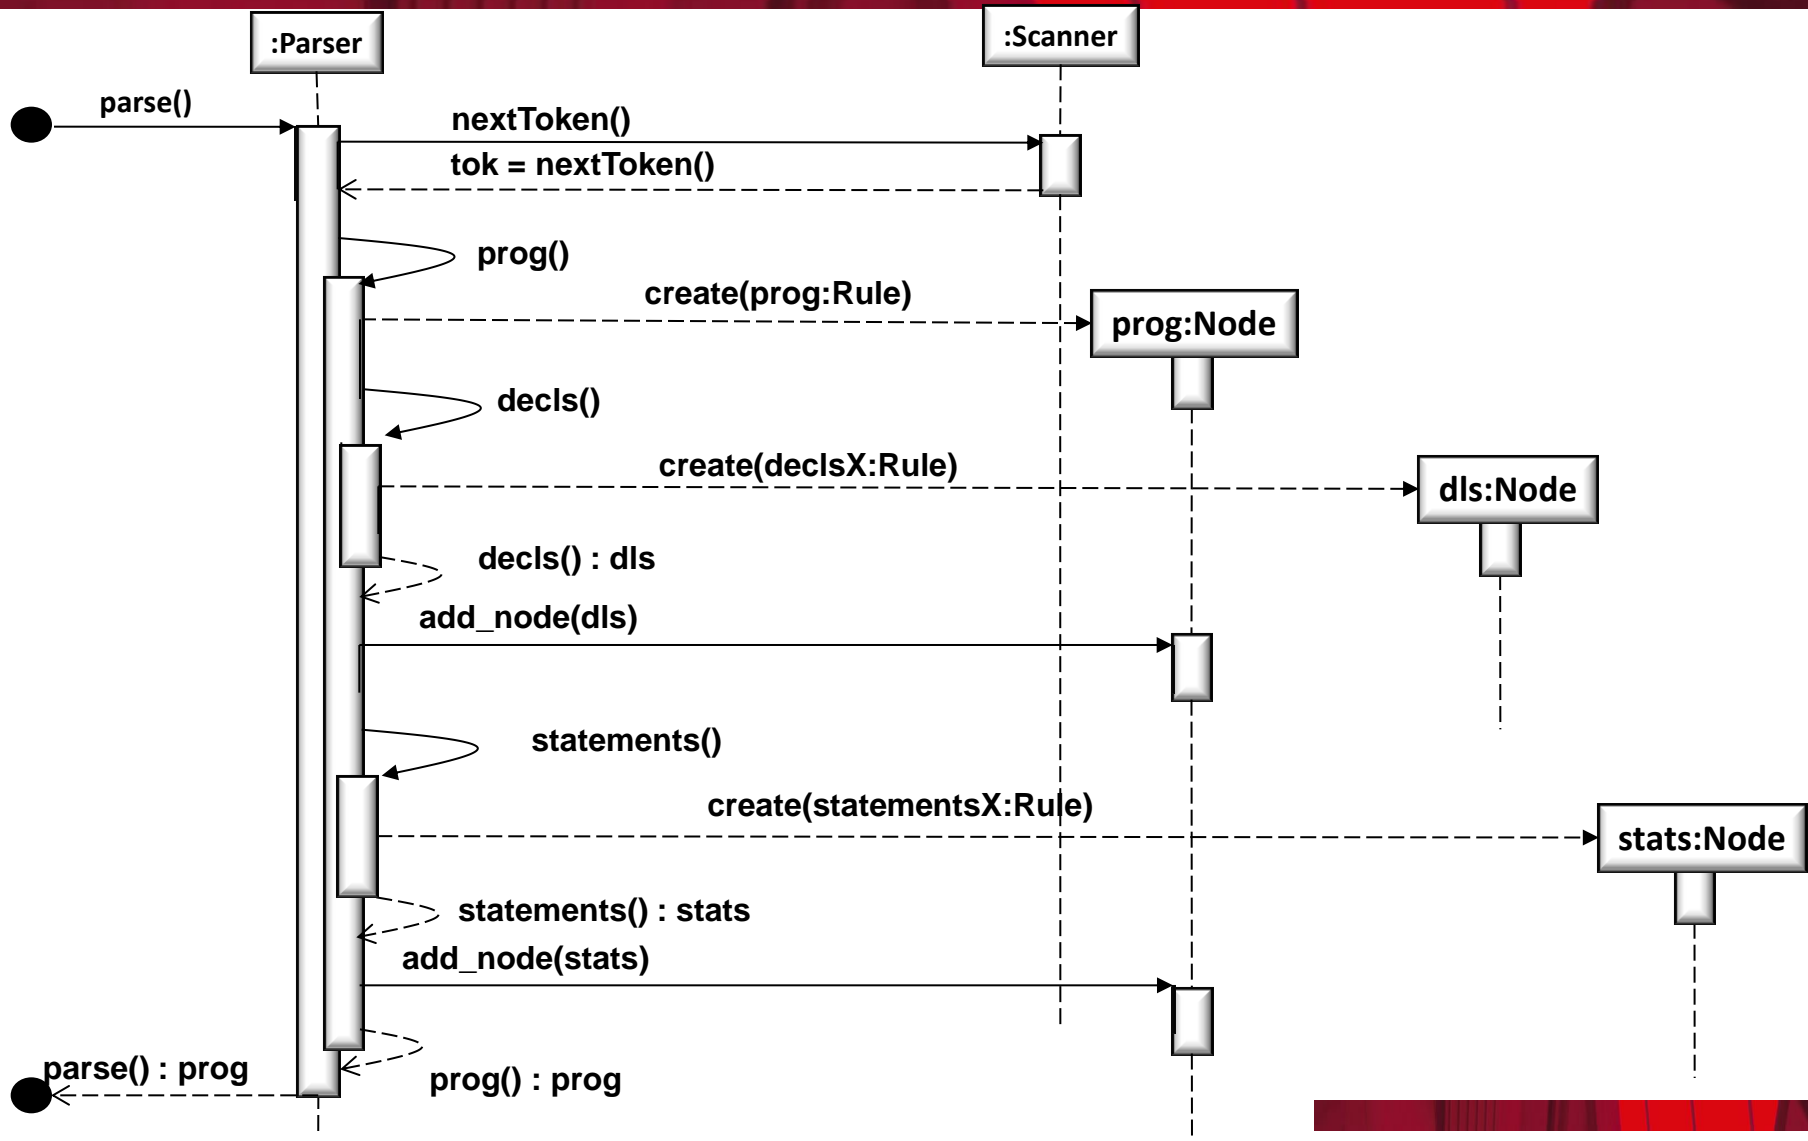 :Parser
:Scanner
parse()
nextToken()
tok = nextToken()
prog()
create(prog:Rule)
prog:Node
decls()
create(declsX:Rule)
dls:Node
decls() : dls
add_node(dls)
statements()
create(statementsX:Rule)
stats:Node
statements() : stats
add_node(stats)
parse() : prog
prog() : prog